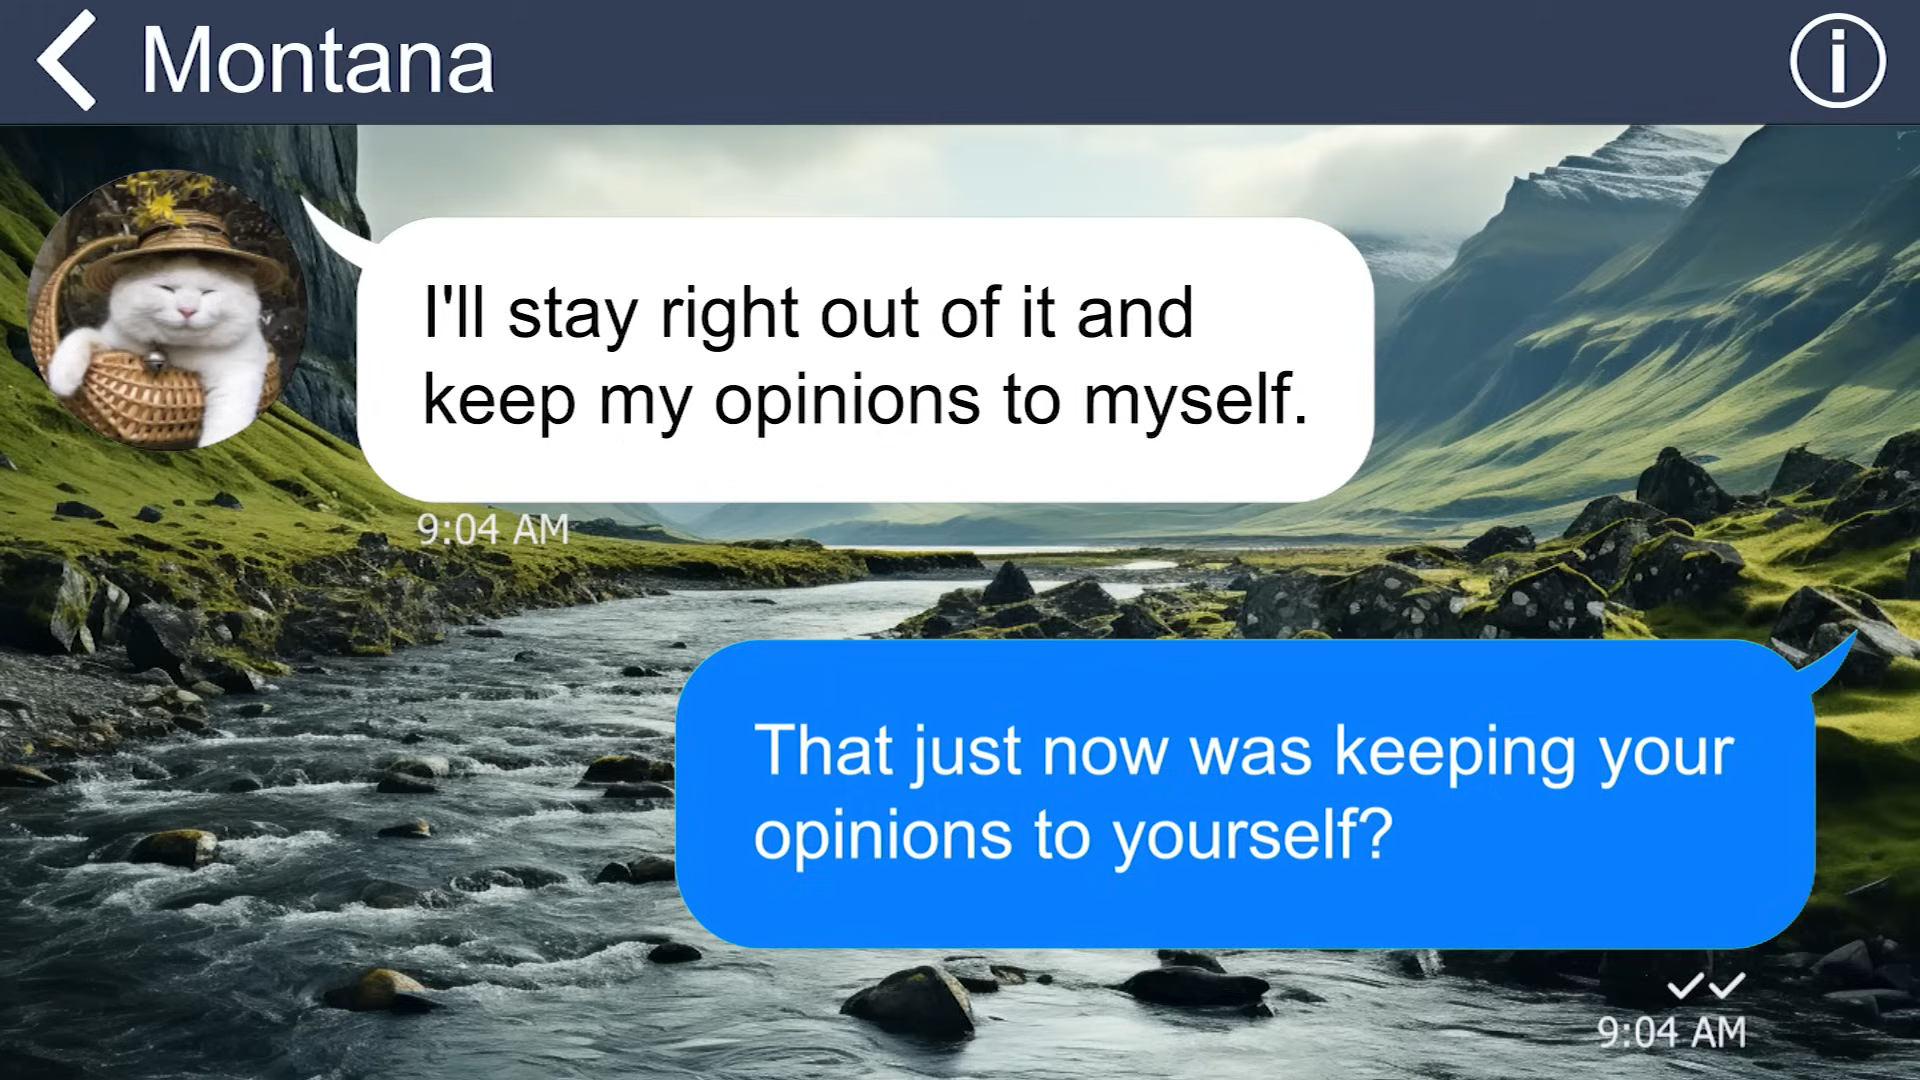 Montana
I'll stay right out of it and
keep my opinions to myself.
9:04 AM
That just now was keeping your
opinions to yourself?
9:04 AM